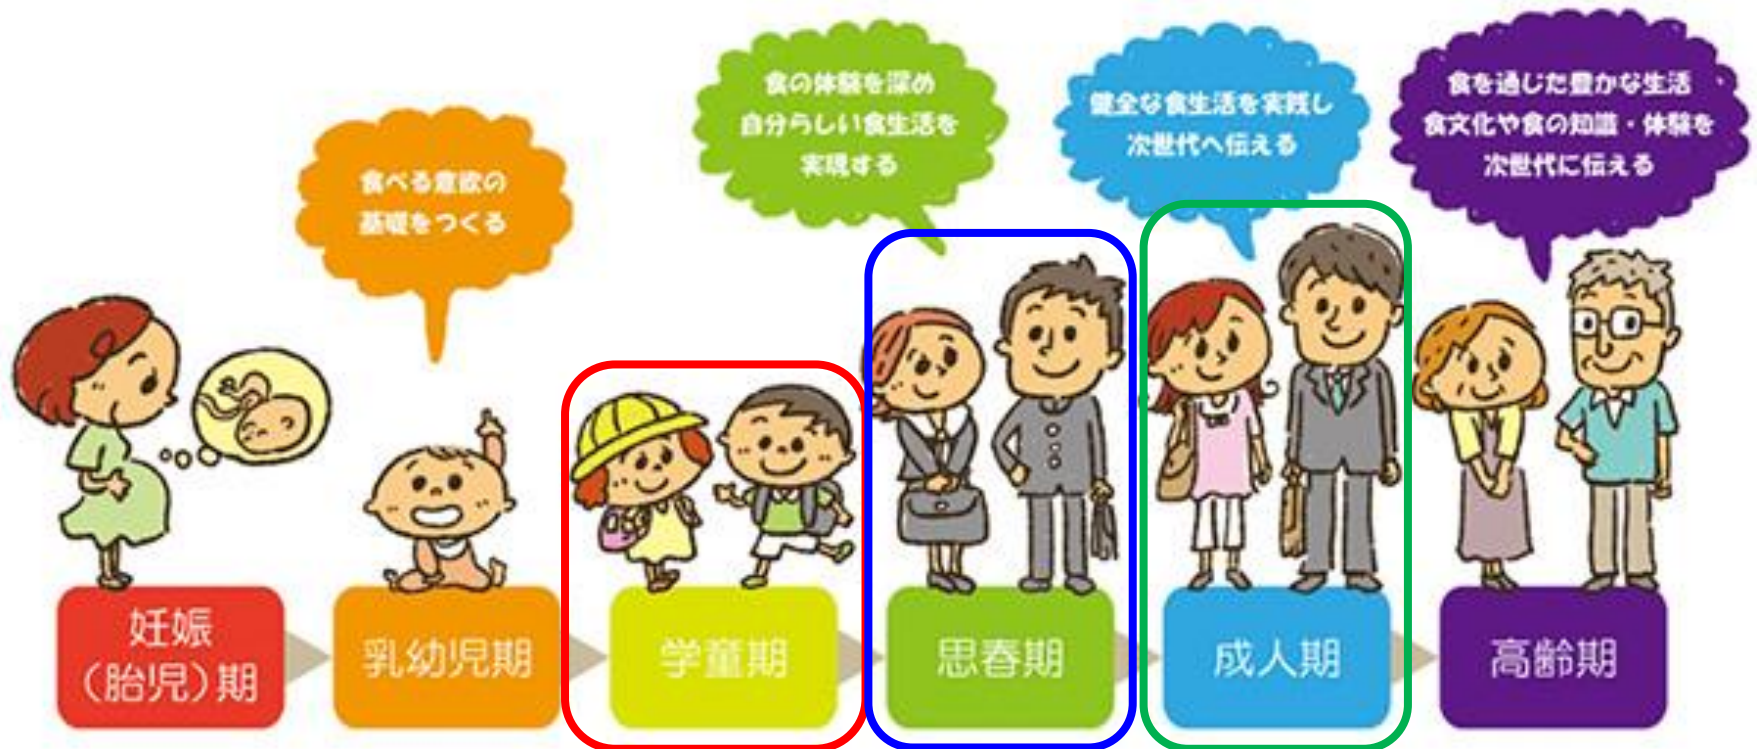 食べる意欲の
基礎をつくる
食の体験を深め
自分らしい食生活を
実現する
健全な食生活を実践し
次世代へ伝える
食を通じた豊かな生活
食文化や食の知識・体験を
次世代に伝える
妊娠
（胎児）期
乳幼児期
学童期
思春期
成人期
高齢期